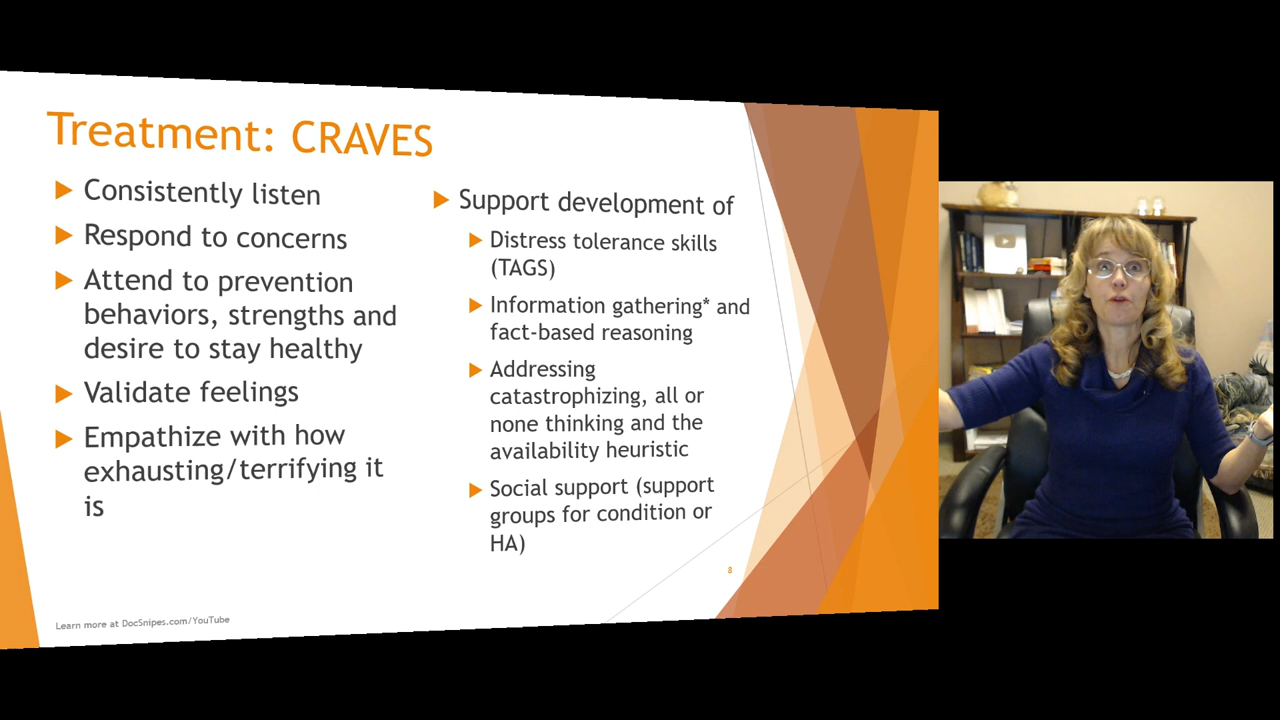 Treatment: CRAVES
Consistently listen
Respond to concerns
Attend to prevention
behaviors, strengths and
desire to stay healthy
Validate feelings
Empathize with how
exhausting/terrifying it
is
Support development of
Distress tolerance skills
(TAGS)
Information gathering* and
fact-based reasoning
Addressing
catastrophizing, all or
none thinking and the
availability heuristic
Social support (support
groups for condition or
HA)
8
Learn more at DocSnipes.com/YouTube